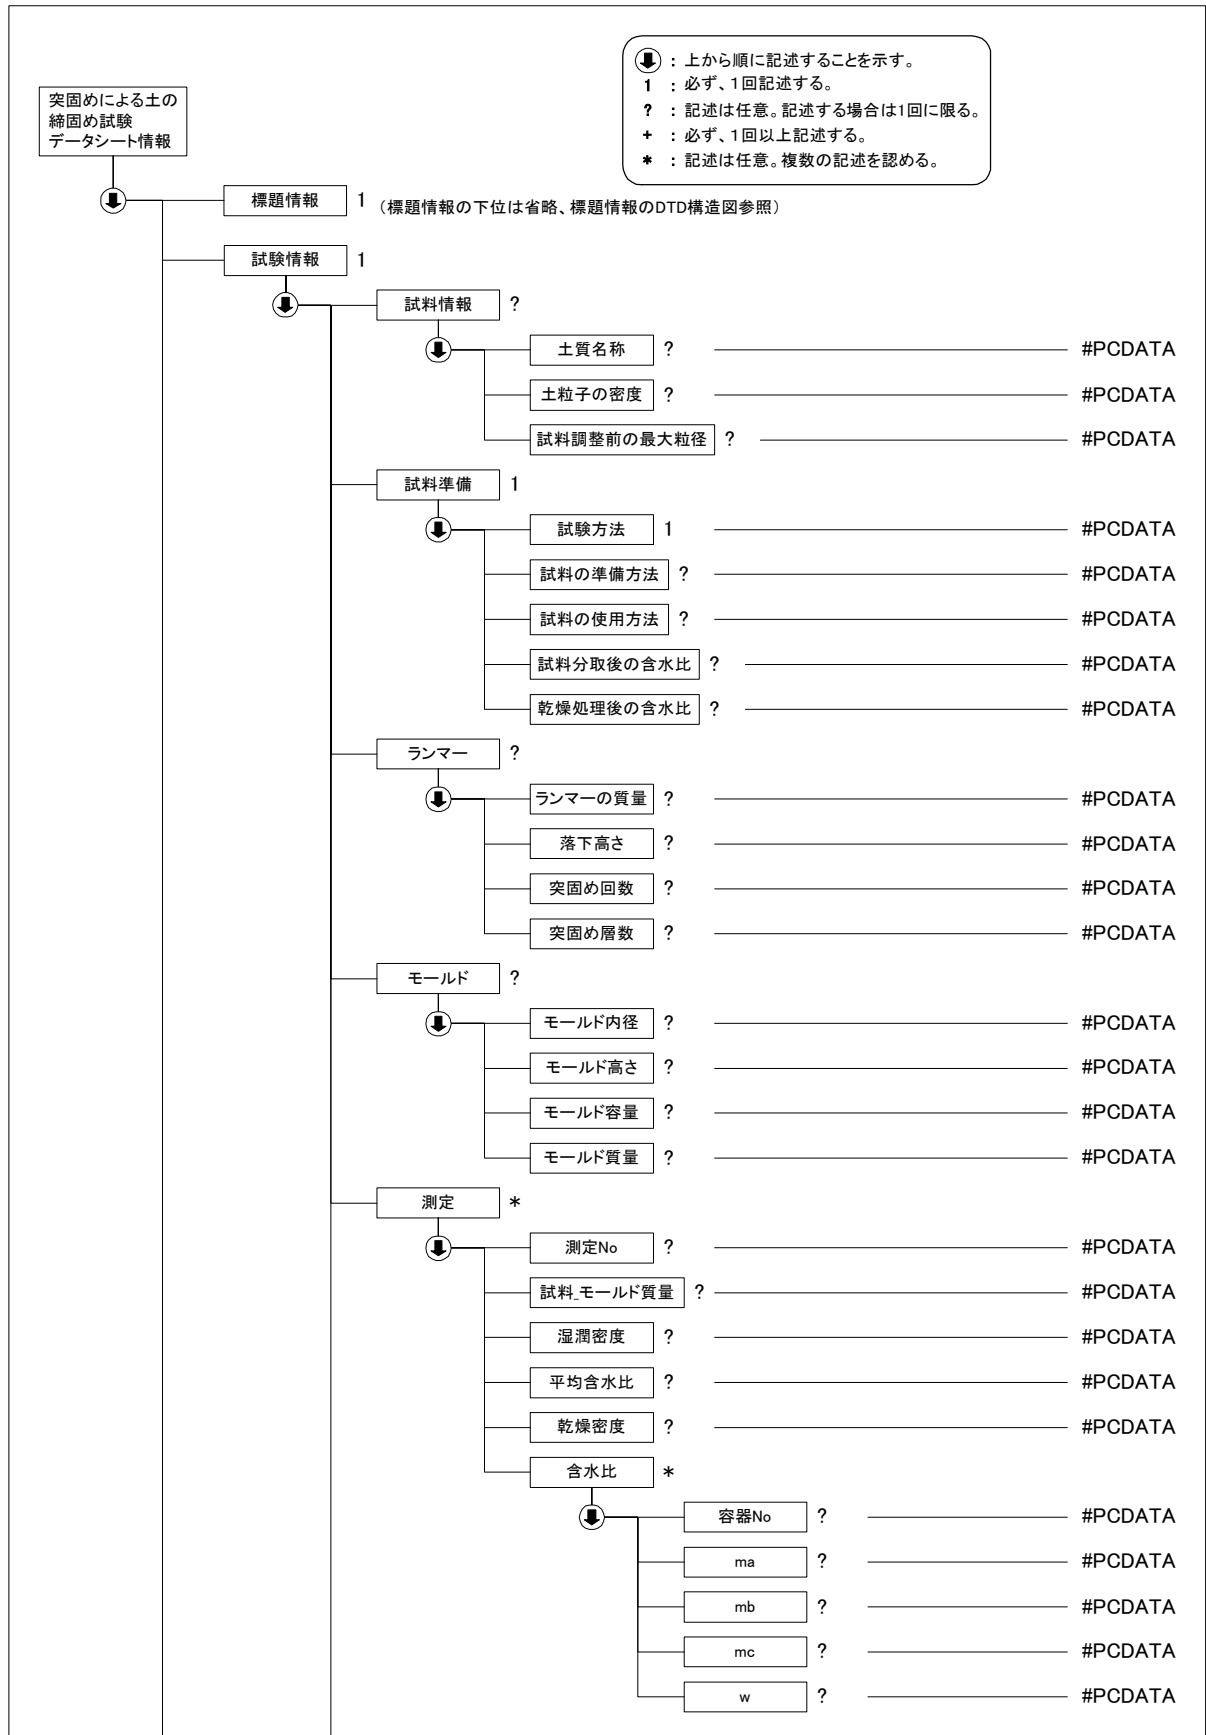 : 上から順に記述することを示す。
1 : 必ず、1回記述する。
? : 記述は任意。記述する場合は1回に限る。
+ : 必ず、1回以上記述する。
* : 記述は任意。複数の記述を認める。
突固めによる土の
締固め試験
データシート情報
標題情報 1 (標題情報の下位は省略、標題情報のDTD構造図参照)
試験情報 1
試料情報 ?
土質名称 ? #PCDATA
土粒子の密度 ? #PCDATA
試料調整前の最大粒径 ? #PCDATA
試料準備 1
試験方法 1 #PCDATA
試料の準備方法 ? #PCDATA
試料の使用方法 ? #PCDATA
試料分取後の含水比 ? #PCDATA
乾燥処理後の含水比 ? #PCDATA
ランマー ?
ランマーの質量 ? #PCDATA
落下高さ ? #PCDATA
突固め回数 ? #PCDATA
突固め層数 ? #PCDATA
モールド ?
モールド内径 ? #PCDATA
モールド高さ ? #PCDATA
モールド容量 ? #PCDATA
モールド質量 ? #PCDATA
測定 *
測定No ? #PCDATA
試料_モールド質量 ? #PCDATA
湿潤密度 ? #PCDATA
平均含水比 ? #PCDATA
乾燥密度 ? #PCDATA
含水比 *
容器No ? #PCDATA
ma ? #PCDATA
mb ? #PCDATA
mc ? #PCDATA
w ? #PCDATA